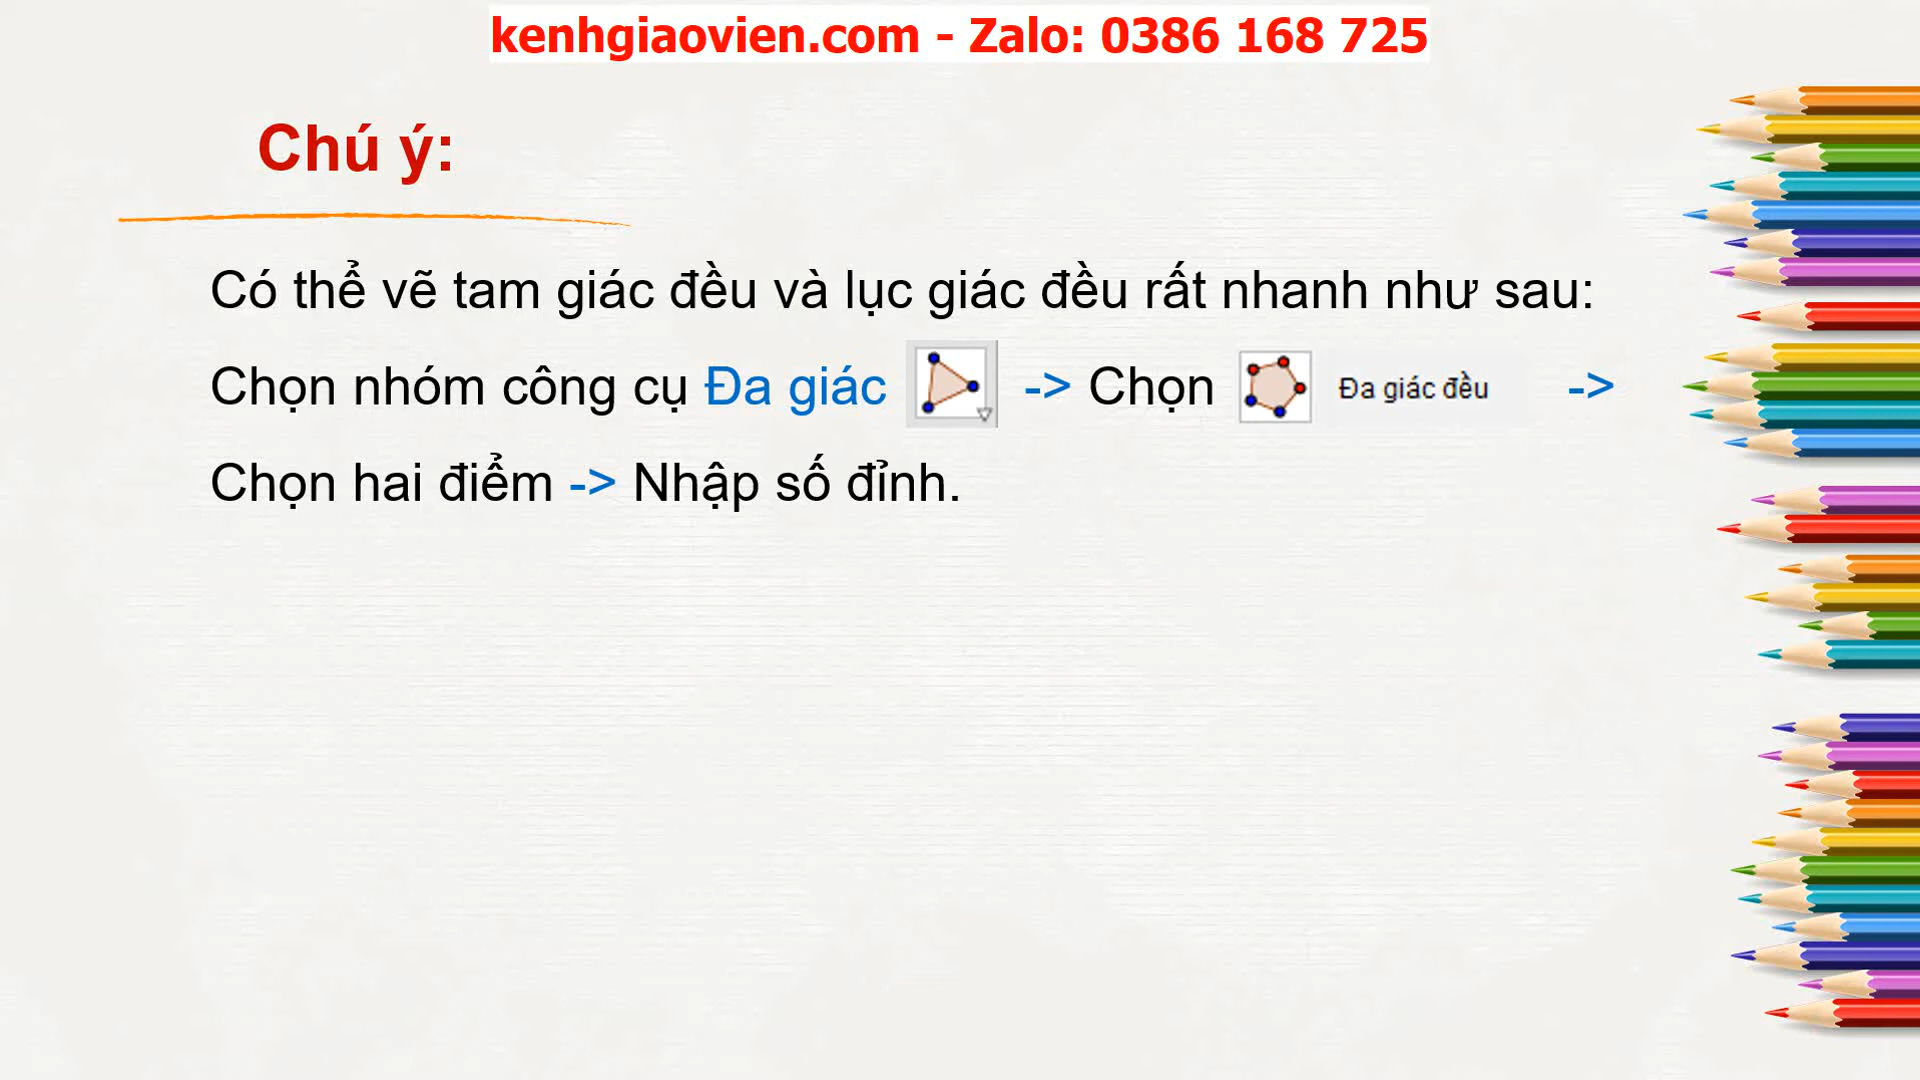 kenhgiaovien.com - Zalo: 0386 168 725
Chú ý:
Có thể vẽ tam giác đều và lục giác đều rất nhanh như sau:
Chọn nhóm công cụ Đa giác -> Chọn Đa giác đều ->
Chọn hai điểm -> Nhập số đỉnh.